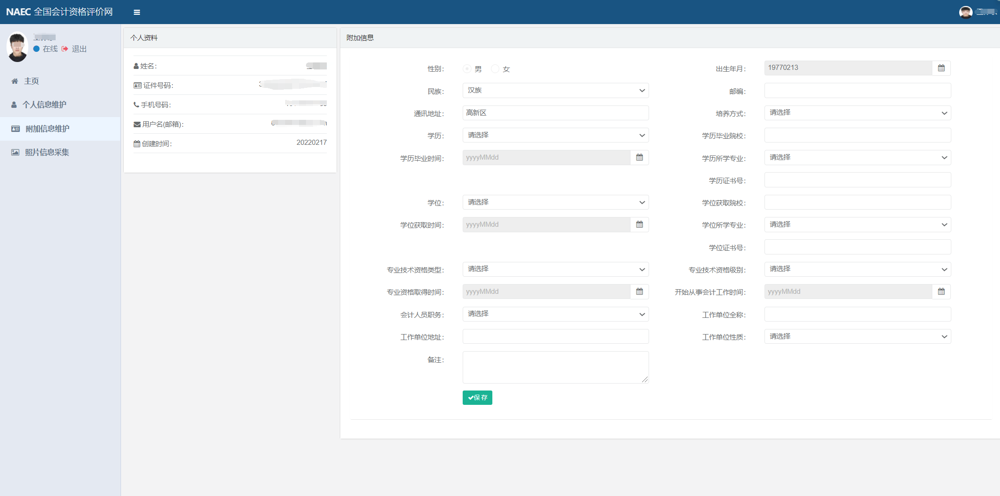 NAEC 全国会计资格评价网
在线 退出
主页
个人信息维护
附加信息维护
照片信息采集
个人资料
姓名:
证件号码:
手机号码:
用户名(邮箱):
创建时间: 20220217
附加信息
性别: 男 女 出生年月: 19770213
民族: 汉族 邮编:
通讯地址: 高新区 培养方式: 请选择
学历: 请选择 学历毕业院校:
学历毕业时间: yyyyMMdd 学历所学专业: 请选择
学历证书号:
学位: 请选择 学位获取院校:
学位获取时间: yyyyMMdd 学位所学专业: 请选择
学位证书号:
专业技术资格类型: 请选择 专业技术资格级别: 请选择
专业资格取得时间: yyyyMMdd 开始从事会计工作时间: yyyyMMdd
会计人员职务: 请选择 工作单位全称:
工作单位地址: 工作单位性质: 请选择
备注:
保存